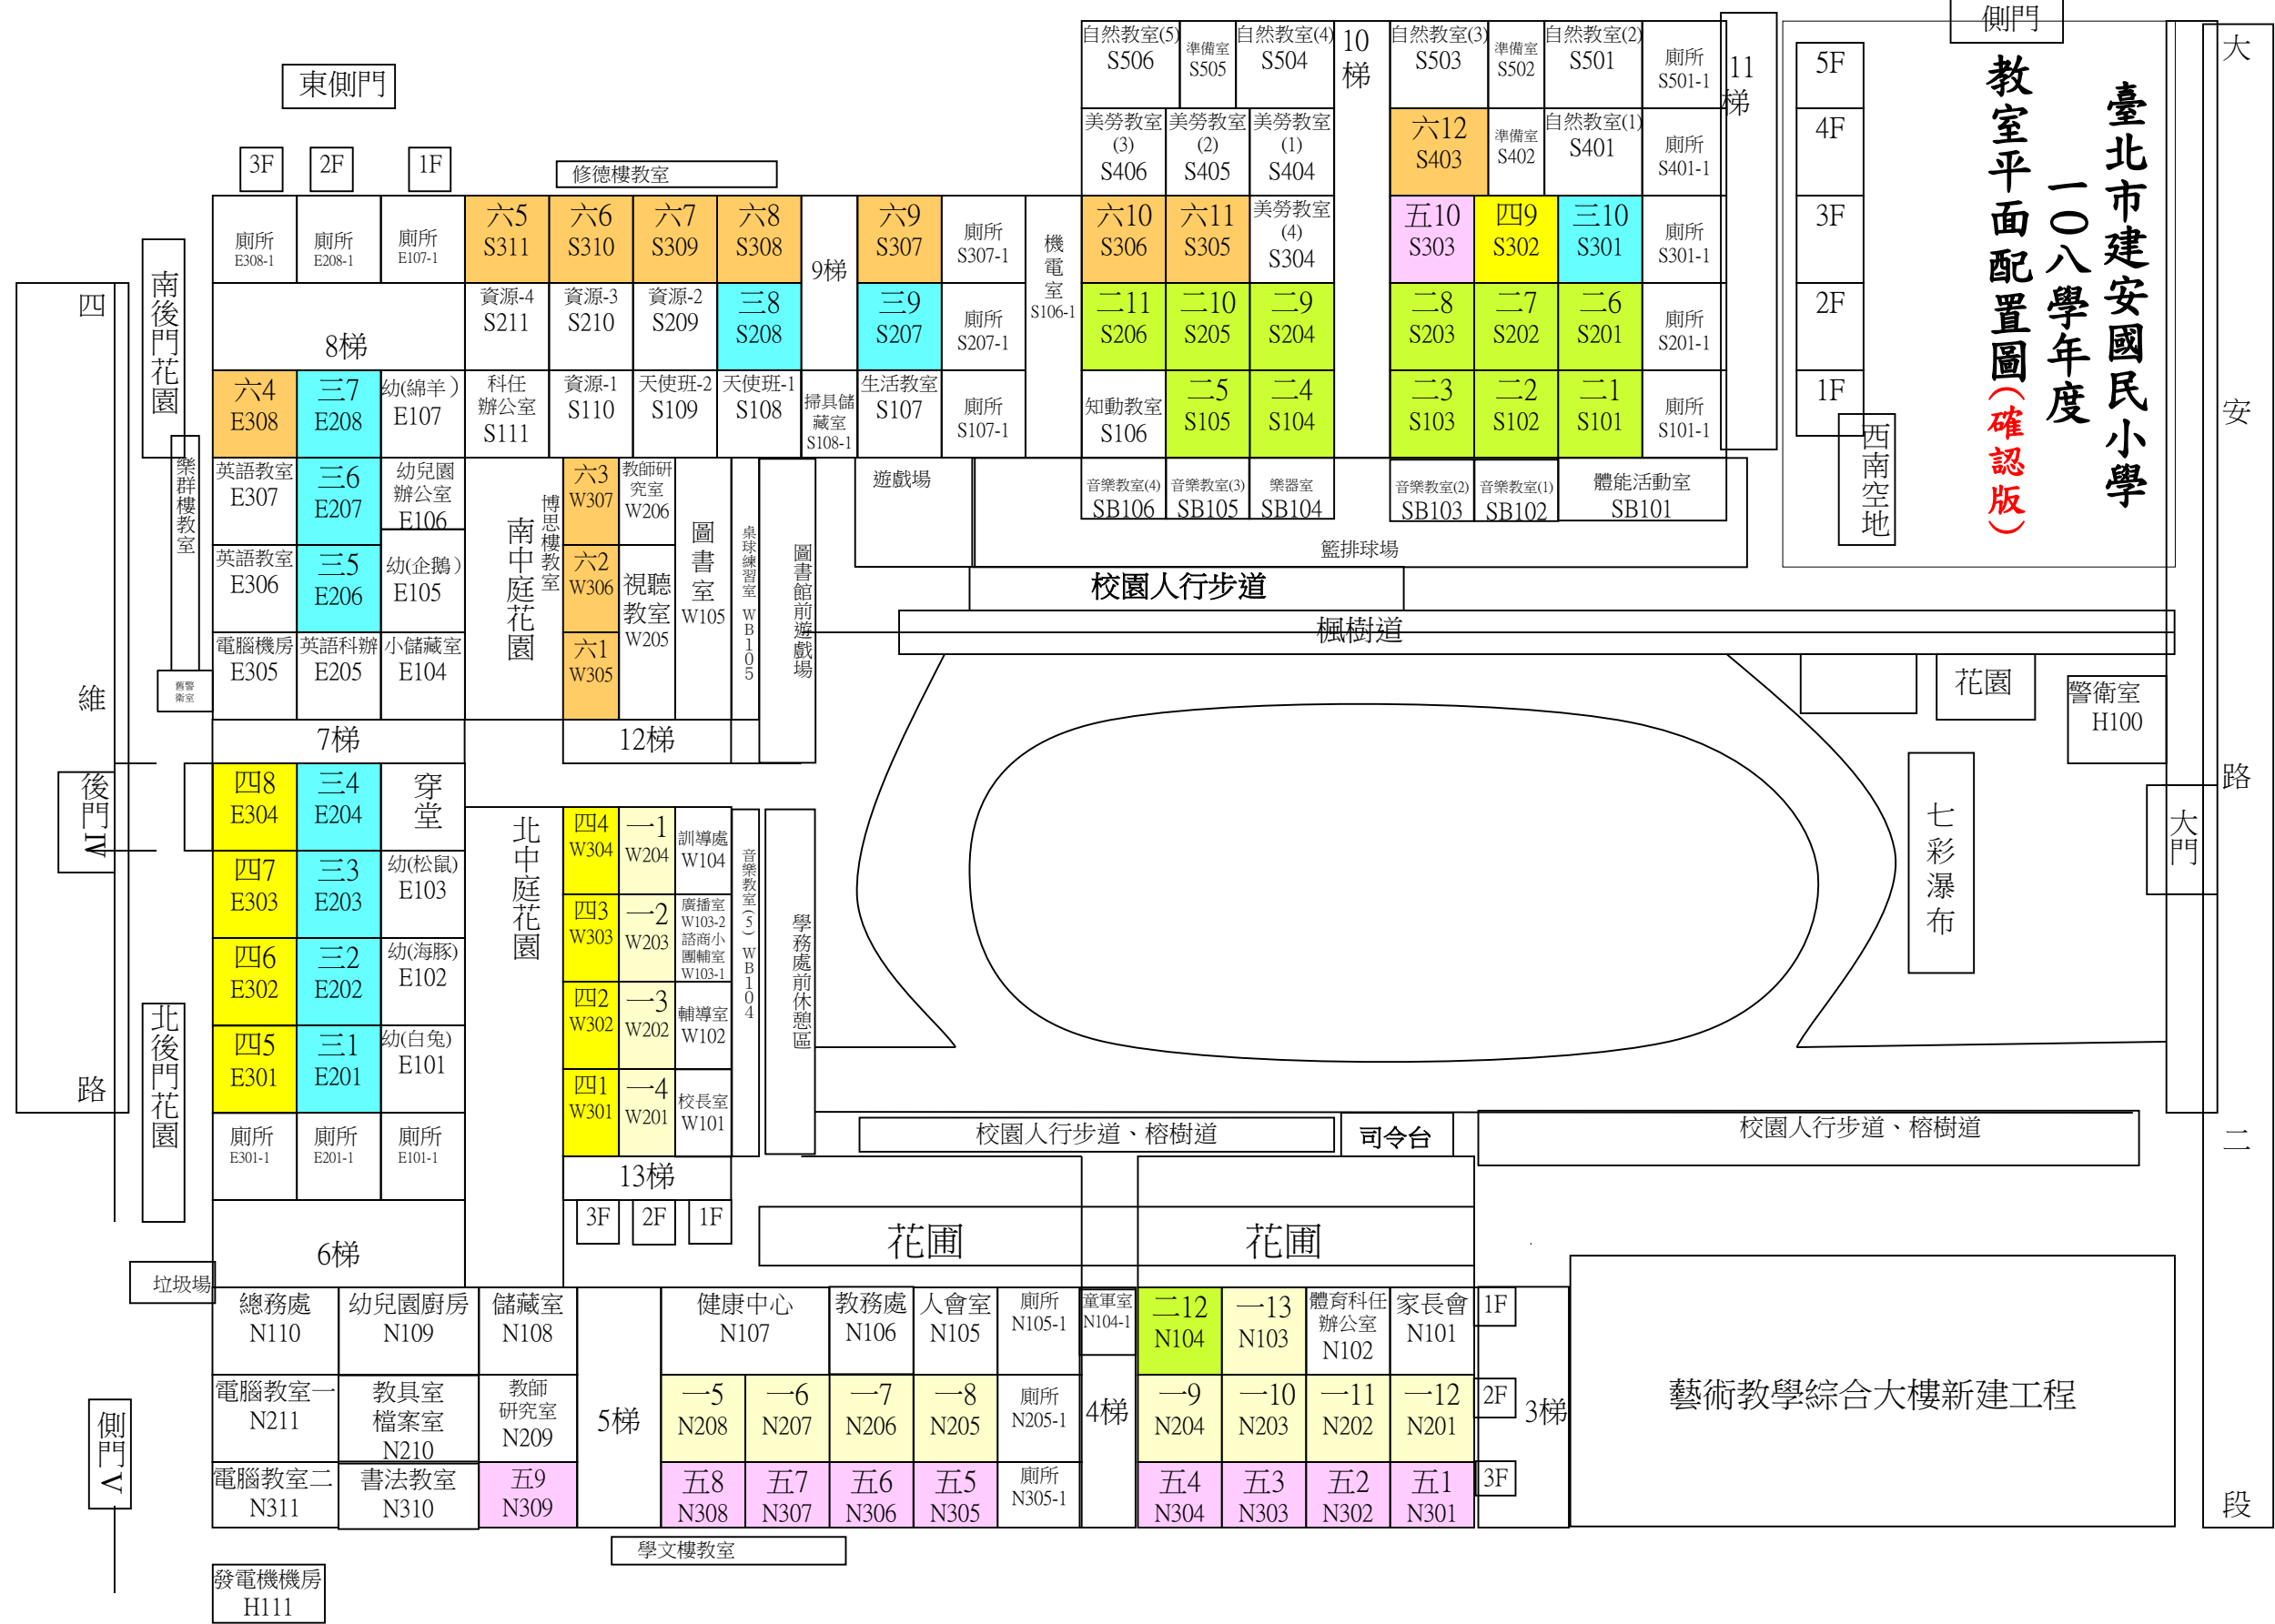 臺北市建安國民小學
一○八學年度
教室平面配置圖(確認版)
側門
大
安
路
二
段
東側門
3F
2F
1F
修德樓教室
自然教室(5)
S506
準備室
S505
自然教室(4)
S504
10
梯
自然教室(3)
S503
準備室
S502
自然教室(2)
S501
廁所
S501-1
11
梯
5F
4F
3F
2F
1F
美勞教室
(3)
S406
美勞教室
(2)
S405
美勞教室
(1)
S404
六12
S403
準備室
S402
自然教室(1)
S401
廁所
S401-1
廁所
E308-1
廁所
E208-1
廁所
E107-1
六5
S311
六6
S310
六7
S309
六8
S308
9梯
六9
S307
廁所
S307-1
機電室
S106-1
六10
S306
六11
S305
美勞教室
(4)
S304
五10
S303
四9
S302
三10
S301
廁所
S301-1
8梯
資源-4
S211
資源-3
S210
資源-2
S209
三8
S208
三9
S207
廁所
S207-1
二11
S206
二10
S205
二9
S204
二8
S203
二7
S202
二6
S201
廁所
S201-1
六4
E308
三7
E208
幼(綿羊)
E107
科任
辦公室
S111
資源-1
S110
天使班-2
S109
天使班-1
S108
掃具儲
藏室
S108-1
生活教室
S107
廁所
S107-1
知動教室
S106
二5
S105
二4
S104
二3
S103
二2
S102
二1
S101
廁所
S101-1
西南空地
南後門花園
樂群樓教室
四
維
路
英語教室
E307
三6
E207
幼兒園
辦公室
E106
英語教室
E306
三5
E206
幼(企鵝)
E105
電腦機房
E305
英語科辦
E205
小儲藏室
E104
舊警
衛室
南中庭花園
博思樓教室
六3
W307
教師研
究室
W206
六2
W306
視聽
教室
W205
六1
W305
圖書室
W105
桌球練習室 WB105
圖書館前遊戲場
遊戲場
音樂教室(4)
SB106
音樂教室(3)
SB105
樂器室
SB104
音樂教室(2)
SB103
音樂教室(1)
SB102
體能活動室
SB101
籃排球場
校園人行步道
楓樹道
花園
警衛室
H100
七彩瀑布
大門
7梯
12梯
後門IV
四8
E304
三4
E204
穿堂
四7
E303
三3
E203
幼(松鼠)
E103
四6
E302
三2
E202
幼(海豚)
E102
四5
E301
三1
E201
幼(白兔)
E101
廁所
E301-1
廁所
E201-1
廁所
E101-1
北後門花園
6梯
垃圾場
北中庭花園
四4
W304
一1
W204
訓導處
W104
四3
W303
一2
W203
廣播室
W103-2
諮商小
團輔室
W103-1
四2
W302
一3
W202
輔導室
W102
四1
W301
一4
W201
校長室
W101
音樂教室(5) WB104
學務處前休憩區
13梯
3F
2F
1F
校園人行步道、榕樹道
司令台
校園人行步道、榕樹道
花圃
花圃
總務處
N110
幼兒園廚房
N109
儲藏室
N108
健康中心
N107
教務處
N106
人會室
N105
廁所
N105-1
童軍室
N104-1
二12
N104
一13
N103
體育科任
辦公室
N102
家長會
N101
1F
電腦教室一
N211
教具室
檔案室
N210
教師
研究室
N209
5梯
一5
N208
一6
N207
一7
N206
一8
N205
廁所
N205-1
4梯
一9
N204
一10
N203
一11
N202
一12
N201
2F
3梯
電腦教室二
N311
書法教室
N310
五9
N309
五8
N308
五7
N307
五6
N306
五5
N305
廁所
N305-1
五4
N304
五3
N303
五2
N302
五1
N301
3F
藝術教學綜合大樓新建工程
側門V
學文樓教室
發電機機房
H111